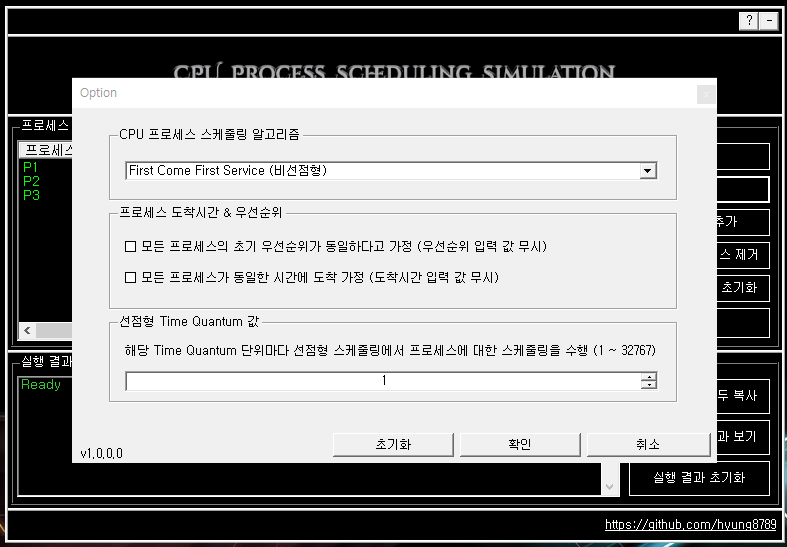 ? -
CPU PROCESS SCHEDULING SIMULATION
Option
x
프로세스
프로세스
P1
P2
P3
CPU 프로세스 스케줄링 알고리즘
First Come First Service (비선점형)
프로세스 도착시간 & 우선순위
모든 프로세스의 초기 우선순위가 동일하다고 가정 (우선순위 입력 값 무시)
모든 프로세스가 동일한 시간에 도착 가정 (도착시간 입력 값 무시)
추가
스 제거
초기화
선점형 Time Quantum 값
해당 Time Quantum 단위마다 선점형 스케줄링에서 프로세스에 대한 스케줄링을 수행 (1 ~ 32767)
1
실행 결과
Ready
두 복사
과 보기
초기화
확인
취소
v1.0.0.0
실행 결과 초기화
https://github.com/hyung8789